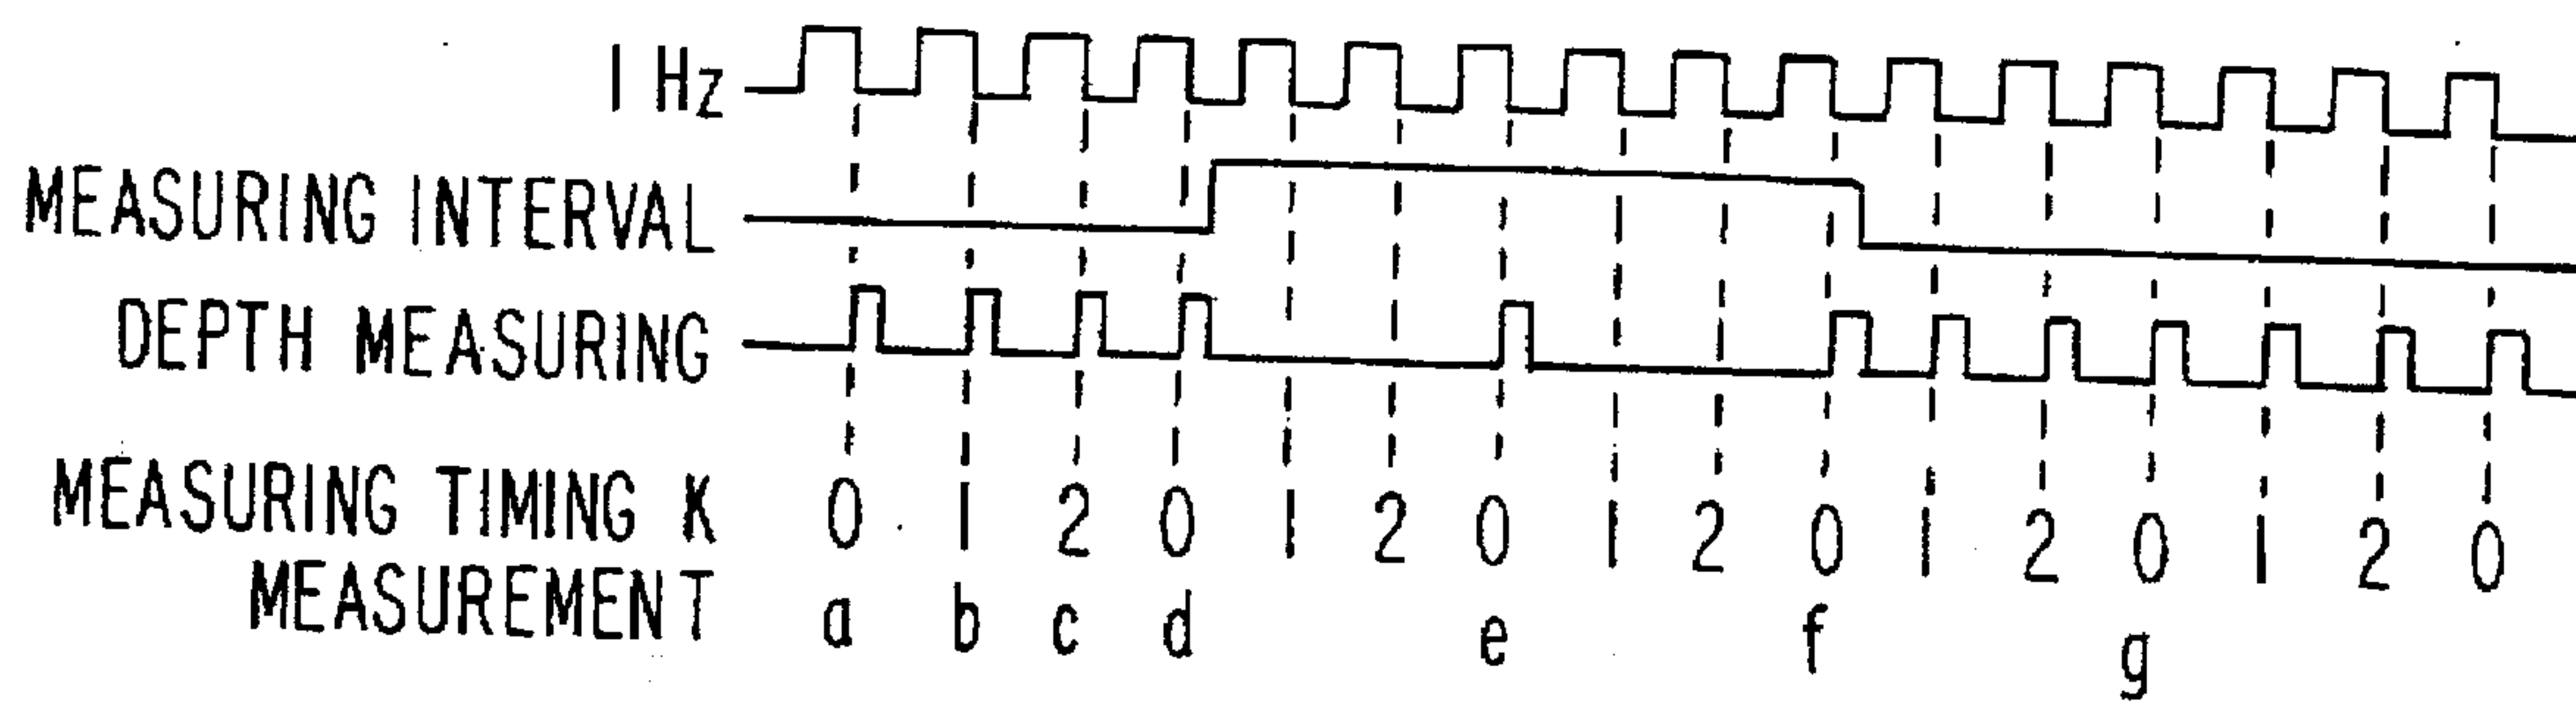 1 Hz
MEASURING INTERVAL
DEPTH MEASURING
MEASURING TIMING K 0 1 2 0 1 2 0 1 2 0 1 2 0 1 2 0
MEASUREMENT a b c d e f g